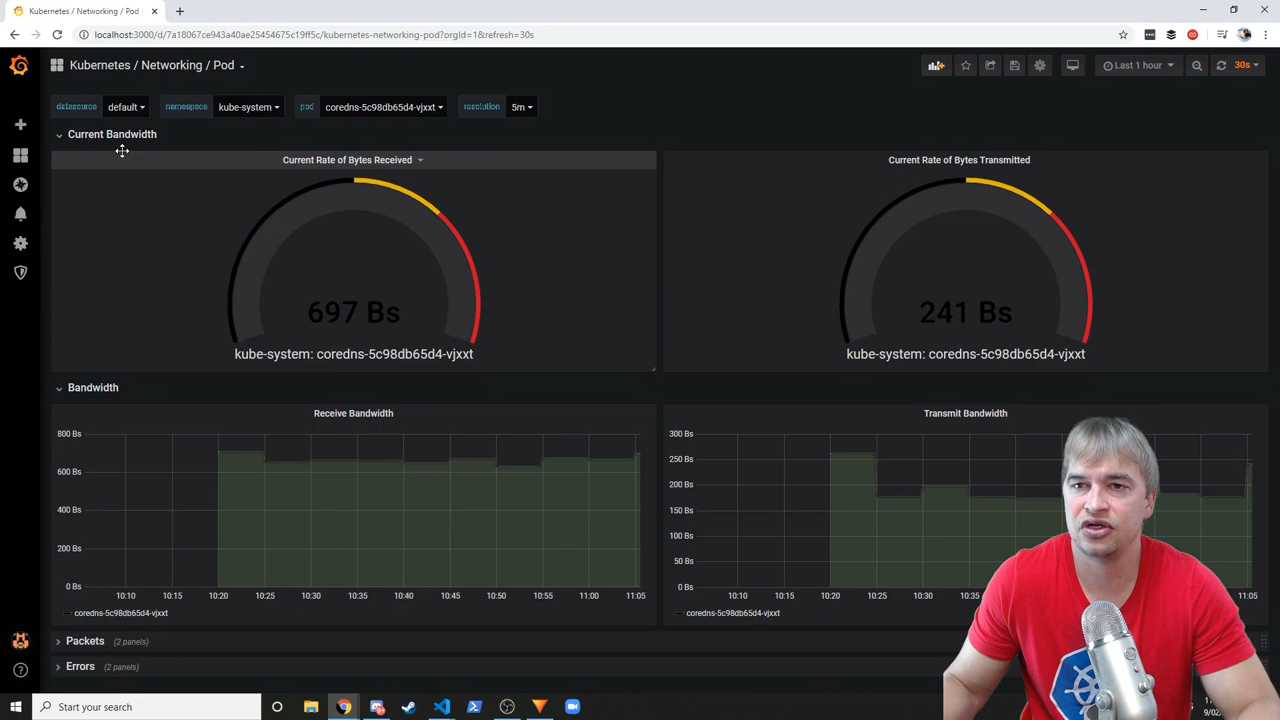 Kubernetes / Networking / Pod -
localhost:3000/d/7a18067ce943a40ae25454675c19ff5c/kubernetes-networking-pod?orgId=1&refresh=30s
Kubernetes / Networking / Pod
Last 1 hour
30s
datasource default namespace kube-system pod coredns-5c98db65d4-vjxxt resolution 5m
Current Bandwidth
Current Rate of Bytes Received
697 Bs
kube-system: coredns-5c98db65d4-vjxxt
Current Rate of Bytes Transmitted
241 Bs
kube-system: coredns-5c98db65d4-vjxxt
Bandwidth
Receive Bandwidth
800 Bs
600 Bs
400 Bs
200 Bs
0 Bs
10:10 10:15 10:20 10:25 10:30 10:35 10:40 10:45 10:50 10:55 11:00 11:05
coredns-5c98db65d4-vjxxt
Transmit Bandwidth
300 Bs
250 Bs
200 Bs
150 Bs
100 Bs
50 Bs
0 Bs
10:10 10:15 10:20 10:25 10:30 10:35 11:05
coredns-5c98db65d4-vjxxt
Packets (2 panels)
Errors (2 panels)
Start your search